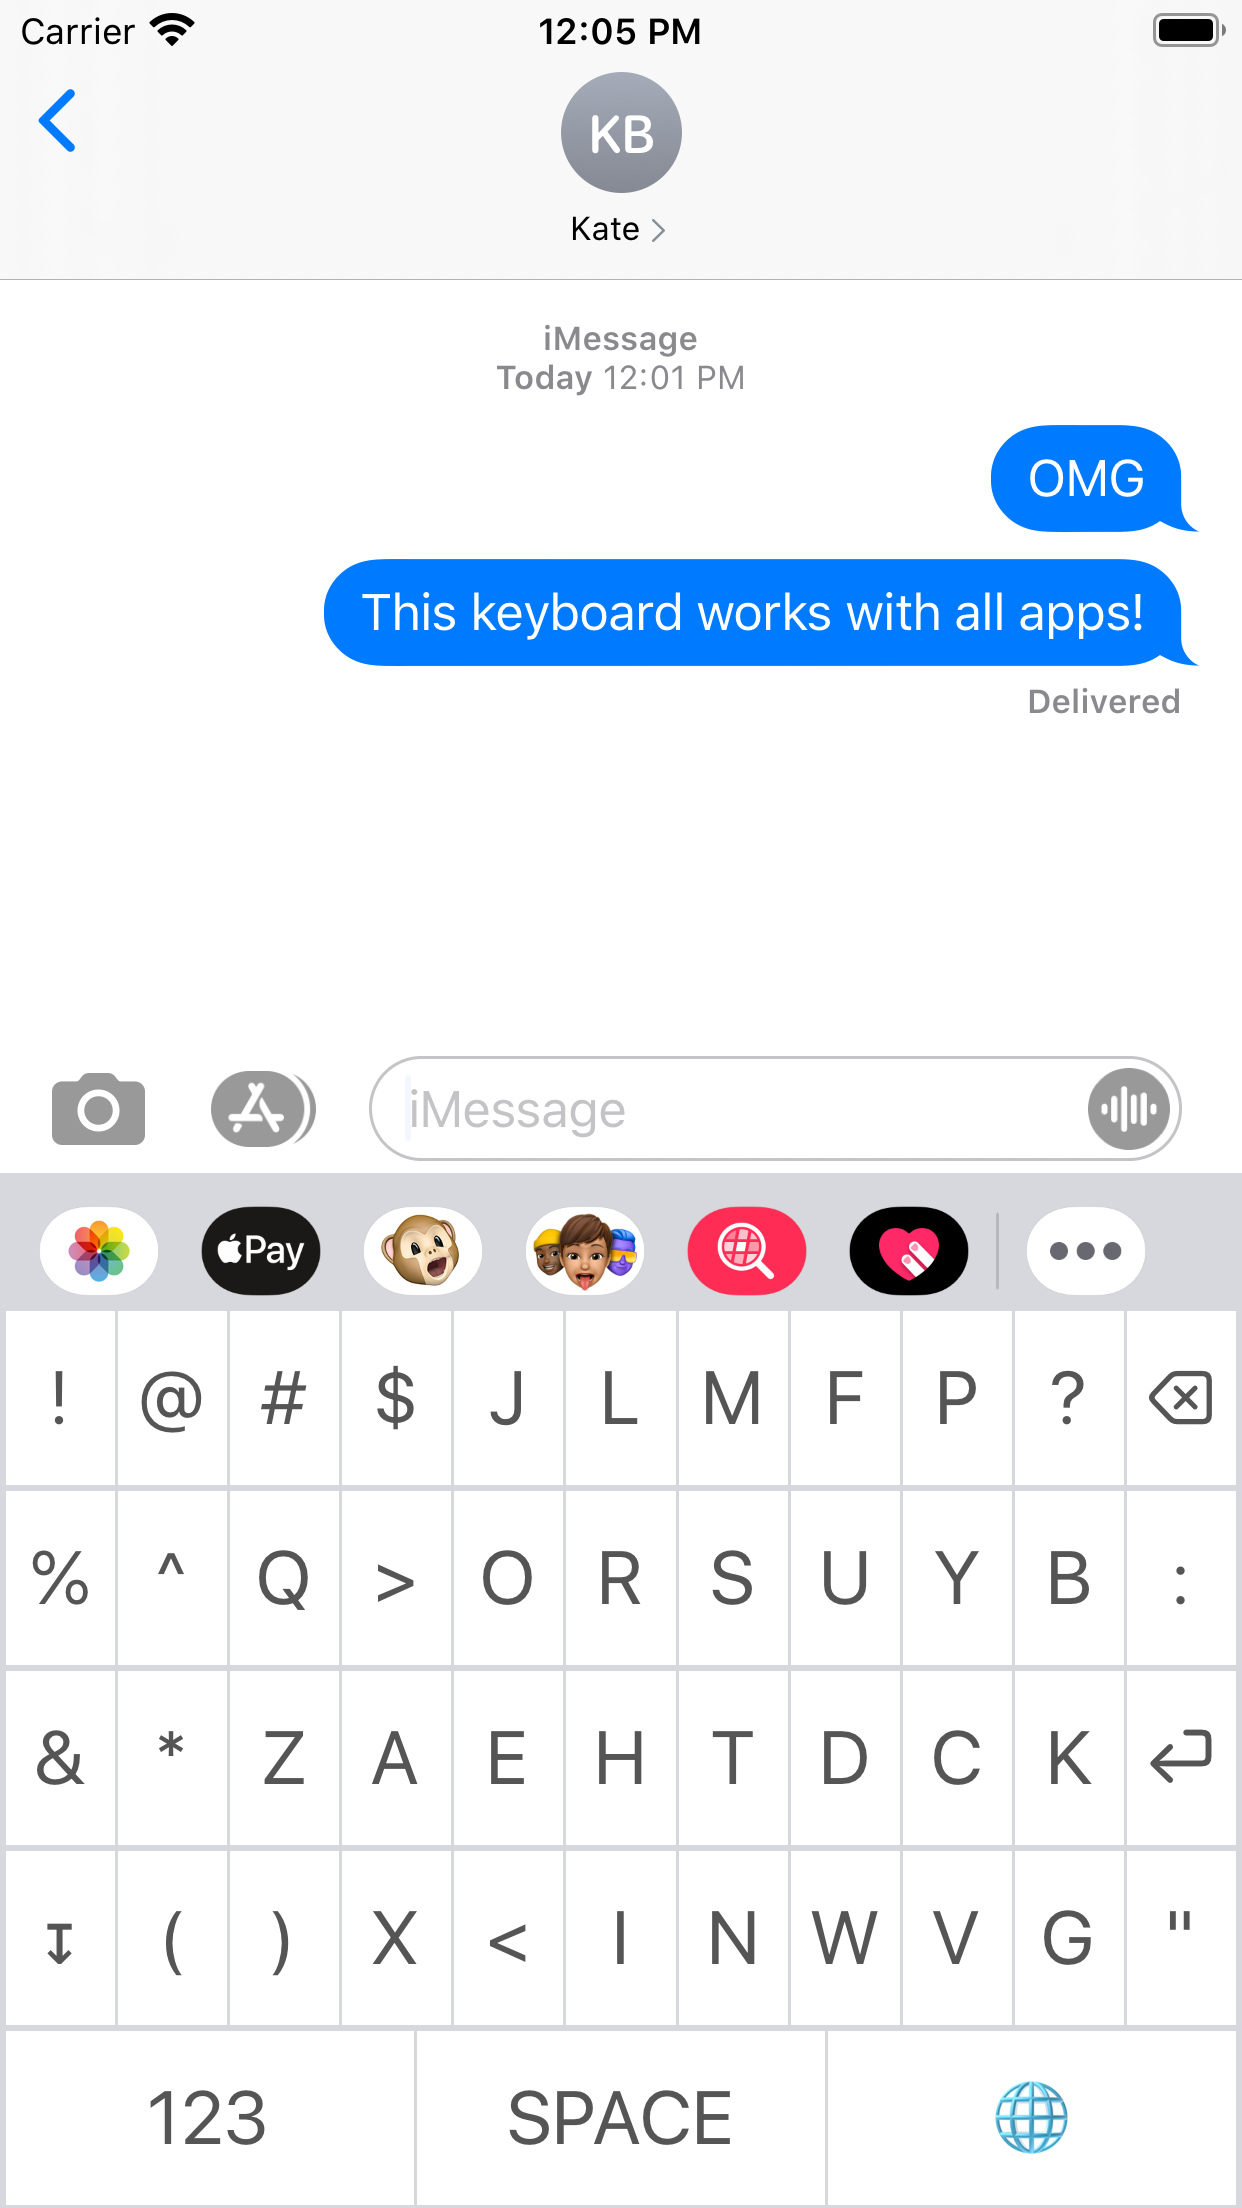 Carrier 12:05 PM
KB
Kate
iMessage
Today 12:01 PM
OMG
This keyboard works with all apps!
Delivered
iMessage
Pay
! @ # $ J L M F P ?
% ^ Q > O R S U Y B :
& * Z A E H T D C K
↧ ( ) X < I N W V G "
123 SPACE